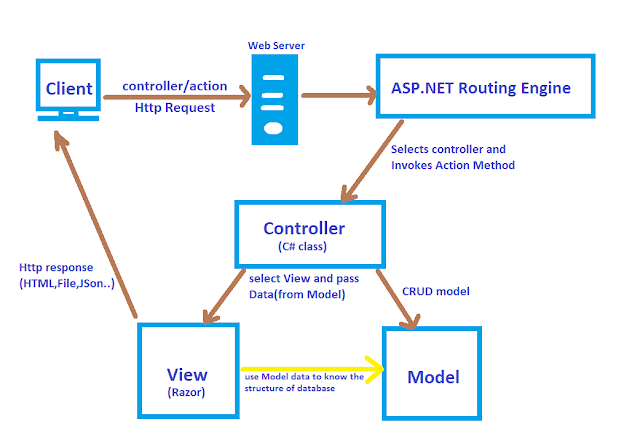 Web Server
Client
controller/action
Http Request
ASP.NET Routing Engine
Selects controller and
Invokes Action Method
Controller
(C# class)
Http response
(HTML,File,JSon..)
select View and pass
Data(from Model)
CRUD model
View
(Razor)
use Model data to know the
structure of database
Model